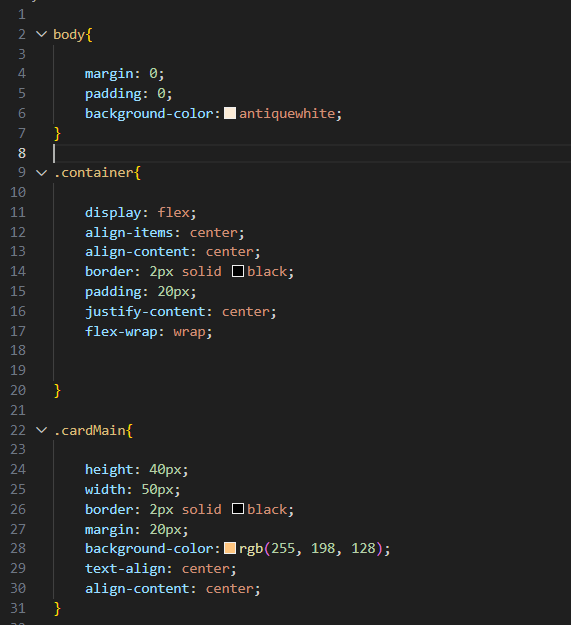 1
2 body{
3
4 margin: 0;
5 padding: 0;
6 background-color: antiquewhite;
7 }
8
9 .container{
10
11 display: flex;
12 align-items: center;
13 align-content: center;
14 border: 2px solid black;
15 padding: 20px;
16 justify-content: center;
17 flex-wrap: wrap;
18
19
20 }
21
22 .cardMain{
23
24 height: 40px;
25 width: 50px;
26 border: 2px solid black;
27 margin: 20px;
28 background-color: rgb(255, 198, 128);
29 text-align: center;
30 align-content: center;
31 }